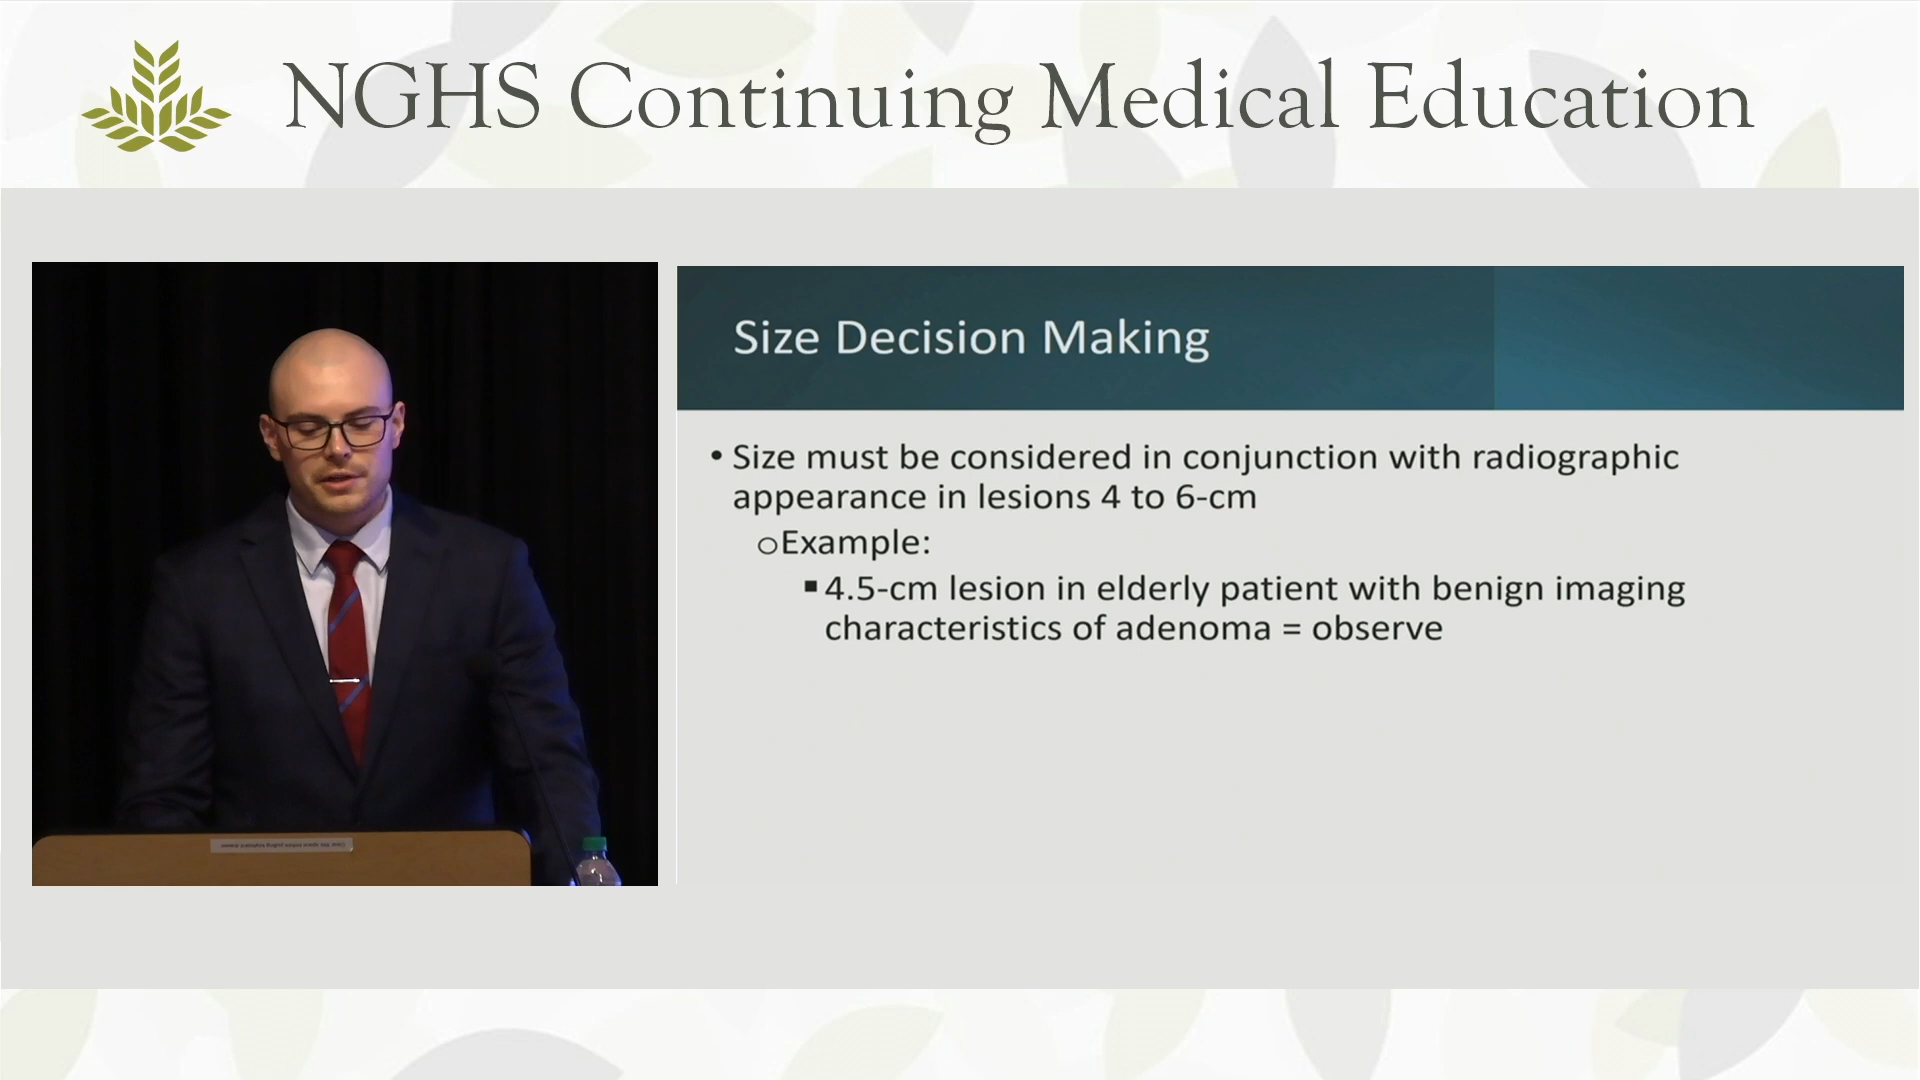 NGHS Continuing Medical Education
Size Decision Making
• Size must be considered in conjunction with radiographic
appearance in lesions 4 to 6-cm
oExample:
▪ 4.5-cm lesion in elderly patient with benign imaging
characteristics of adenoma = observe